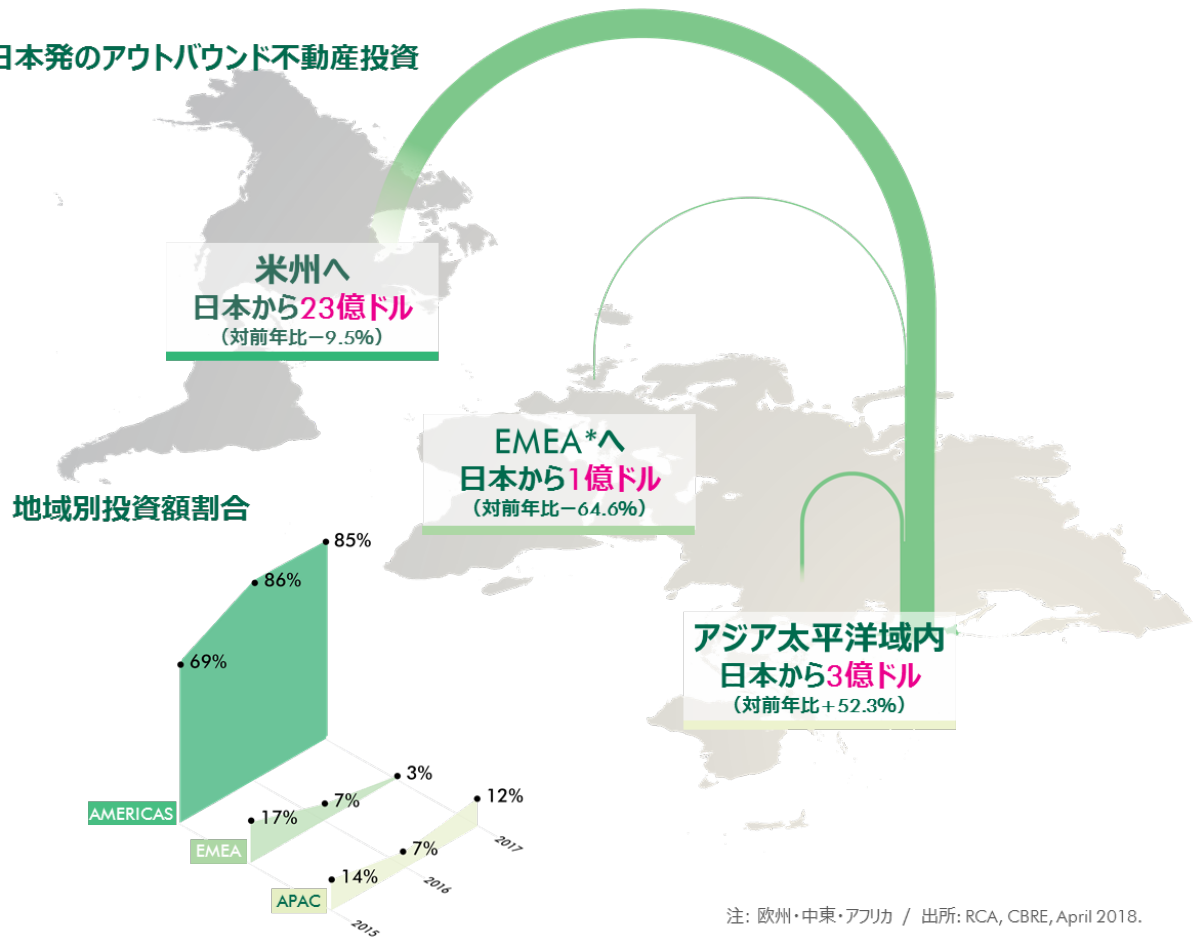 日本発のアウトバウンド不動産投資
米州へ
日本から23億ドル
（対前年比－9.5%）
EMEA*へ
日本から1億ドル
（対前年比－64.6%）
アジア太平洋域内
日本から3億ドル
（対前年比＋52.3%）
地域別投資額割合
85%
86%
69%
AMERICAS
3%
7%
17%
EMEA
12%
7%
14%
APAC
2017
2016
2015
注: 欧州・中東・アフリカ / 出所: RCA, CBRE, April 2018.